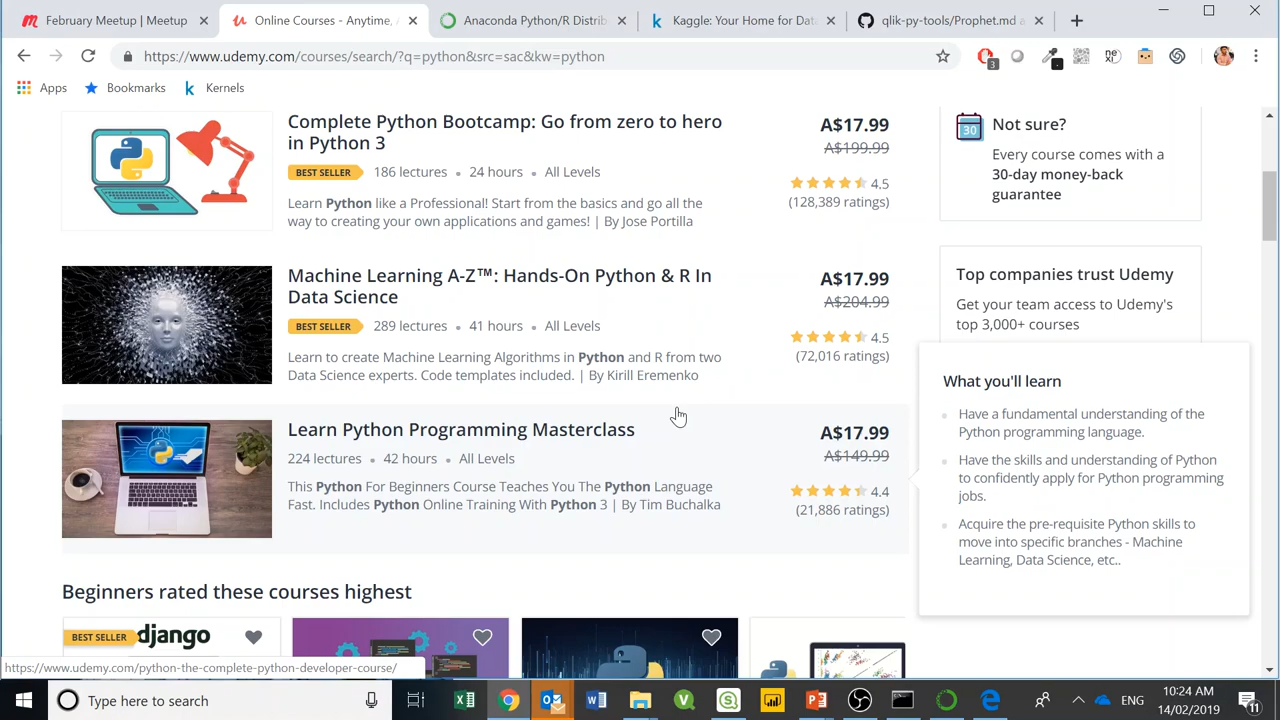 February Meetup | Meetup
Online Courses - Anytime, A
Anaconda Python/R Distrib
Kaggle: Your Home for Data
qlik-py-tools/Prophet.md a
https://www.udemy.com/courses/search/?q=python&src=sac&kw=python
3
Apps
Bookmarks
Kernels
Complete Python Bootcamp: Go from zero to hero
in Python 3
BEST SELLER 186 lectures • 24 hours • All Levels
Learn Python like a Professional! Start from the basics and go all the
way to creating your own applications and games! | By Jose Portilla
A$17.99
A$199.99
4.5
(128,389 ratings)
Machine Learning A-Z™: Hands-On Python & R In
Data Science
BEST SELLER 289 lectures • 41 hours • All Levels
Learn to create Machine Learning Algorithms in Python and R from two
Data Science experts. Code templates included. | By Kirill Eremenko
A$17.99
A$204.99
4.5
(72,016 ratings)
Learn Python Programming Masterclass
224 lectures • 42 hours • All Levels
This Python For Beginners Course Teaches You The Python Language
Fast. Includes Python Online Training With Python 3 | By Tim Buchalka
A$17.99
A$149.99
4.4
(21,886 ratings)
30
Not sure?
Every course comes with a
30-day money-back
guarantee
Top companies trust Udemy
Get your team access to Udemy's
top 3,000+ courses
What you'll learn
Have a fundamental understanding of the
Python programming language.
Have the skills and understanding of Python
to confidently apply for Python programming
jobs.
Acquire the pre-requisite Python skills to
move into specific branches - Machine
Learning, Data Science, etc..
Beginners rated these courses highest
BEST SELLER
django
https://www.udemy.com/python-the-complete-python-developer-course/
Type here to search
ENG
10:24 AM
14/02/2019
11